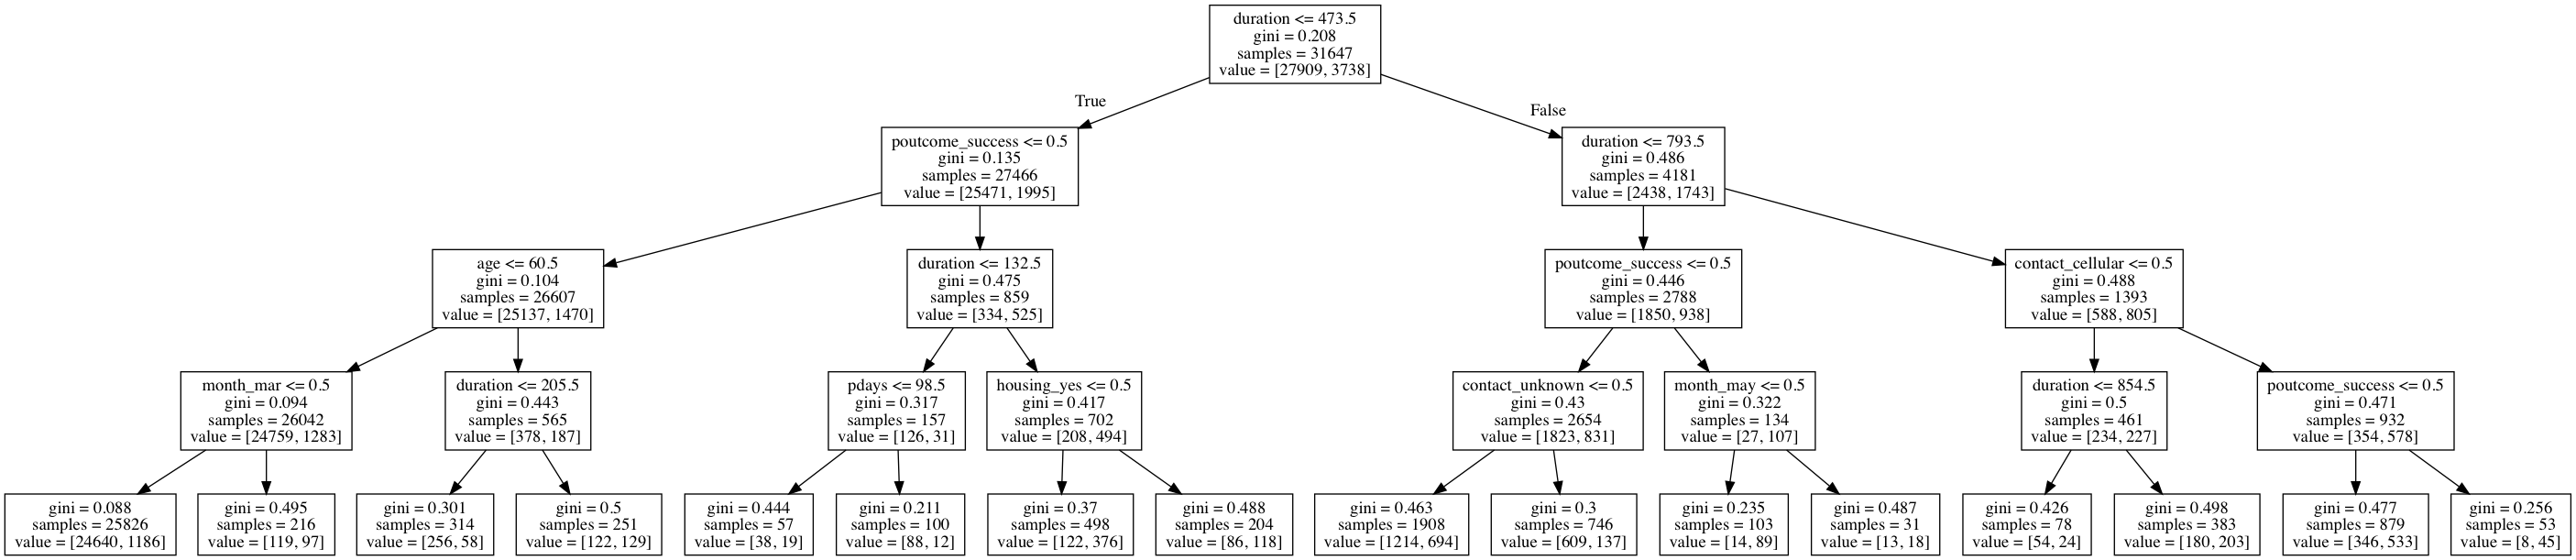 duration <= 473.5
gini = 0.208
samples = 31647
value = [27909, 3738]
True
False
poutcome_success <= 0.5
gini = 0.135
samples = 27466
value = [25471, 1995]
duration <= 793.5
gini = 0.486
samples = 4181
value = [2438, 1743]
age <= 60.5
gini = 0.104
samples = 26607
value = [25137, 1470]
duration <= 132.5
gini = 0.475
samples = 859
value = [334, 525]
poutcome_success <= 0.5
gini = 0.446
samples = 2788
value = [1850, 938]
contact_cellular <= 0.5
gini = 0.488
samples = 1393
value = [588, 805]
month_mar <= 0.5
gini = 0.094
samples = 26042
value = [24759, 1283]
duration <= 205.5
gini = 0.443
samples = 565
value = [378, 187]
pdays <= 98.5
gini = 0.317
samples = 157
value = [126, 31]
housing_yes <= 0.5
gini = 0.417
samples = 702
value = [208, 494]
contact_unknown <= 0.5
gini = 0.43
samples = 2654
value = [1823, 831]
month_may <= 0.5
gini = 0.322
samples = 134
value = [27, 107]
duration <= 854.5
gini = 0.5
samples = 461
value = [234, 227]
poutcome_success <= 0.5
gini = 0.471
samples = 932
value = [354, 578]
gini = 0.088
samples = 25826
value = [24640, 1186]
gini = 0.495
samples = 216
value = [119, 97]
gini = 0.301
samples = 314
value = [256, 58]
gini = 0.5
samples = 251
value = [122, 129]
gini = 0.444
samples = 57
value = [38, 19]
gini = 0.211
samples = 100
value = [88, 12]
gini = 0.37
samples = 498
value = [122, 376]
gini = 0.488
samples = 204
value = [86, 118]
gini = 0.463
samples = 1908
value = [1214, 694]
gini = 0.3
samples = 746
value = [609, 137]
gini = 0.235
samples = 103
value = [14, 89]
gini = 0.487
samples = 31
value = [13, 18]
gini = 0.426
samples = 78
value = [54, 24]
gini = 0.498
samples = 383
value = [180, 203]
gini = 0.477
samples = 879
value = [346, 533]
gini = 0.256
samples = 53
value = [8, 45]